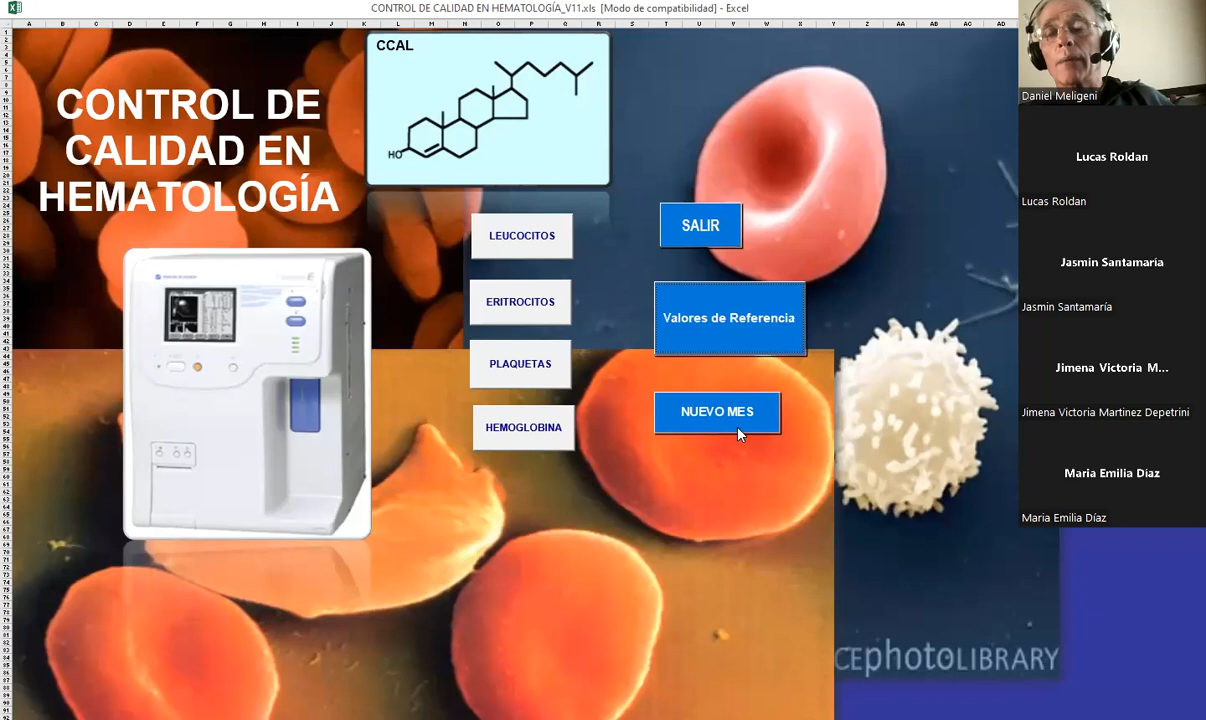 CONTROL DE CALIDAD EN HEMATOLOGÍA_V11.xls [Modo de compatibilidad] - Excel
CCAL
HO
CONTROL DE
CALIDAD EN
HEMATOLOGÍA
LEUCOCITOS
ERITROCITOS
PLAQUETAS
HEMOGLOBINA
SALIR
Valores de Referencia
NUEVO MES
CEphotoLIBRARY
Daniel Meligeni
Lucas Roldan
Lucas Roldan
Jasmin Santamaría
Jasmin Santamaría
Jimena Victoria M...
Jimena Victoria Martinez Depetrini
Maria Emilia Díaz
Maria Emilia Díaz